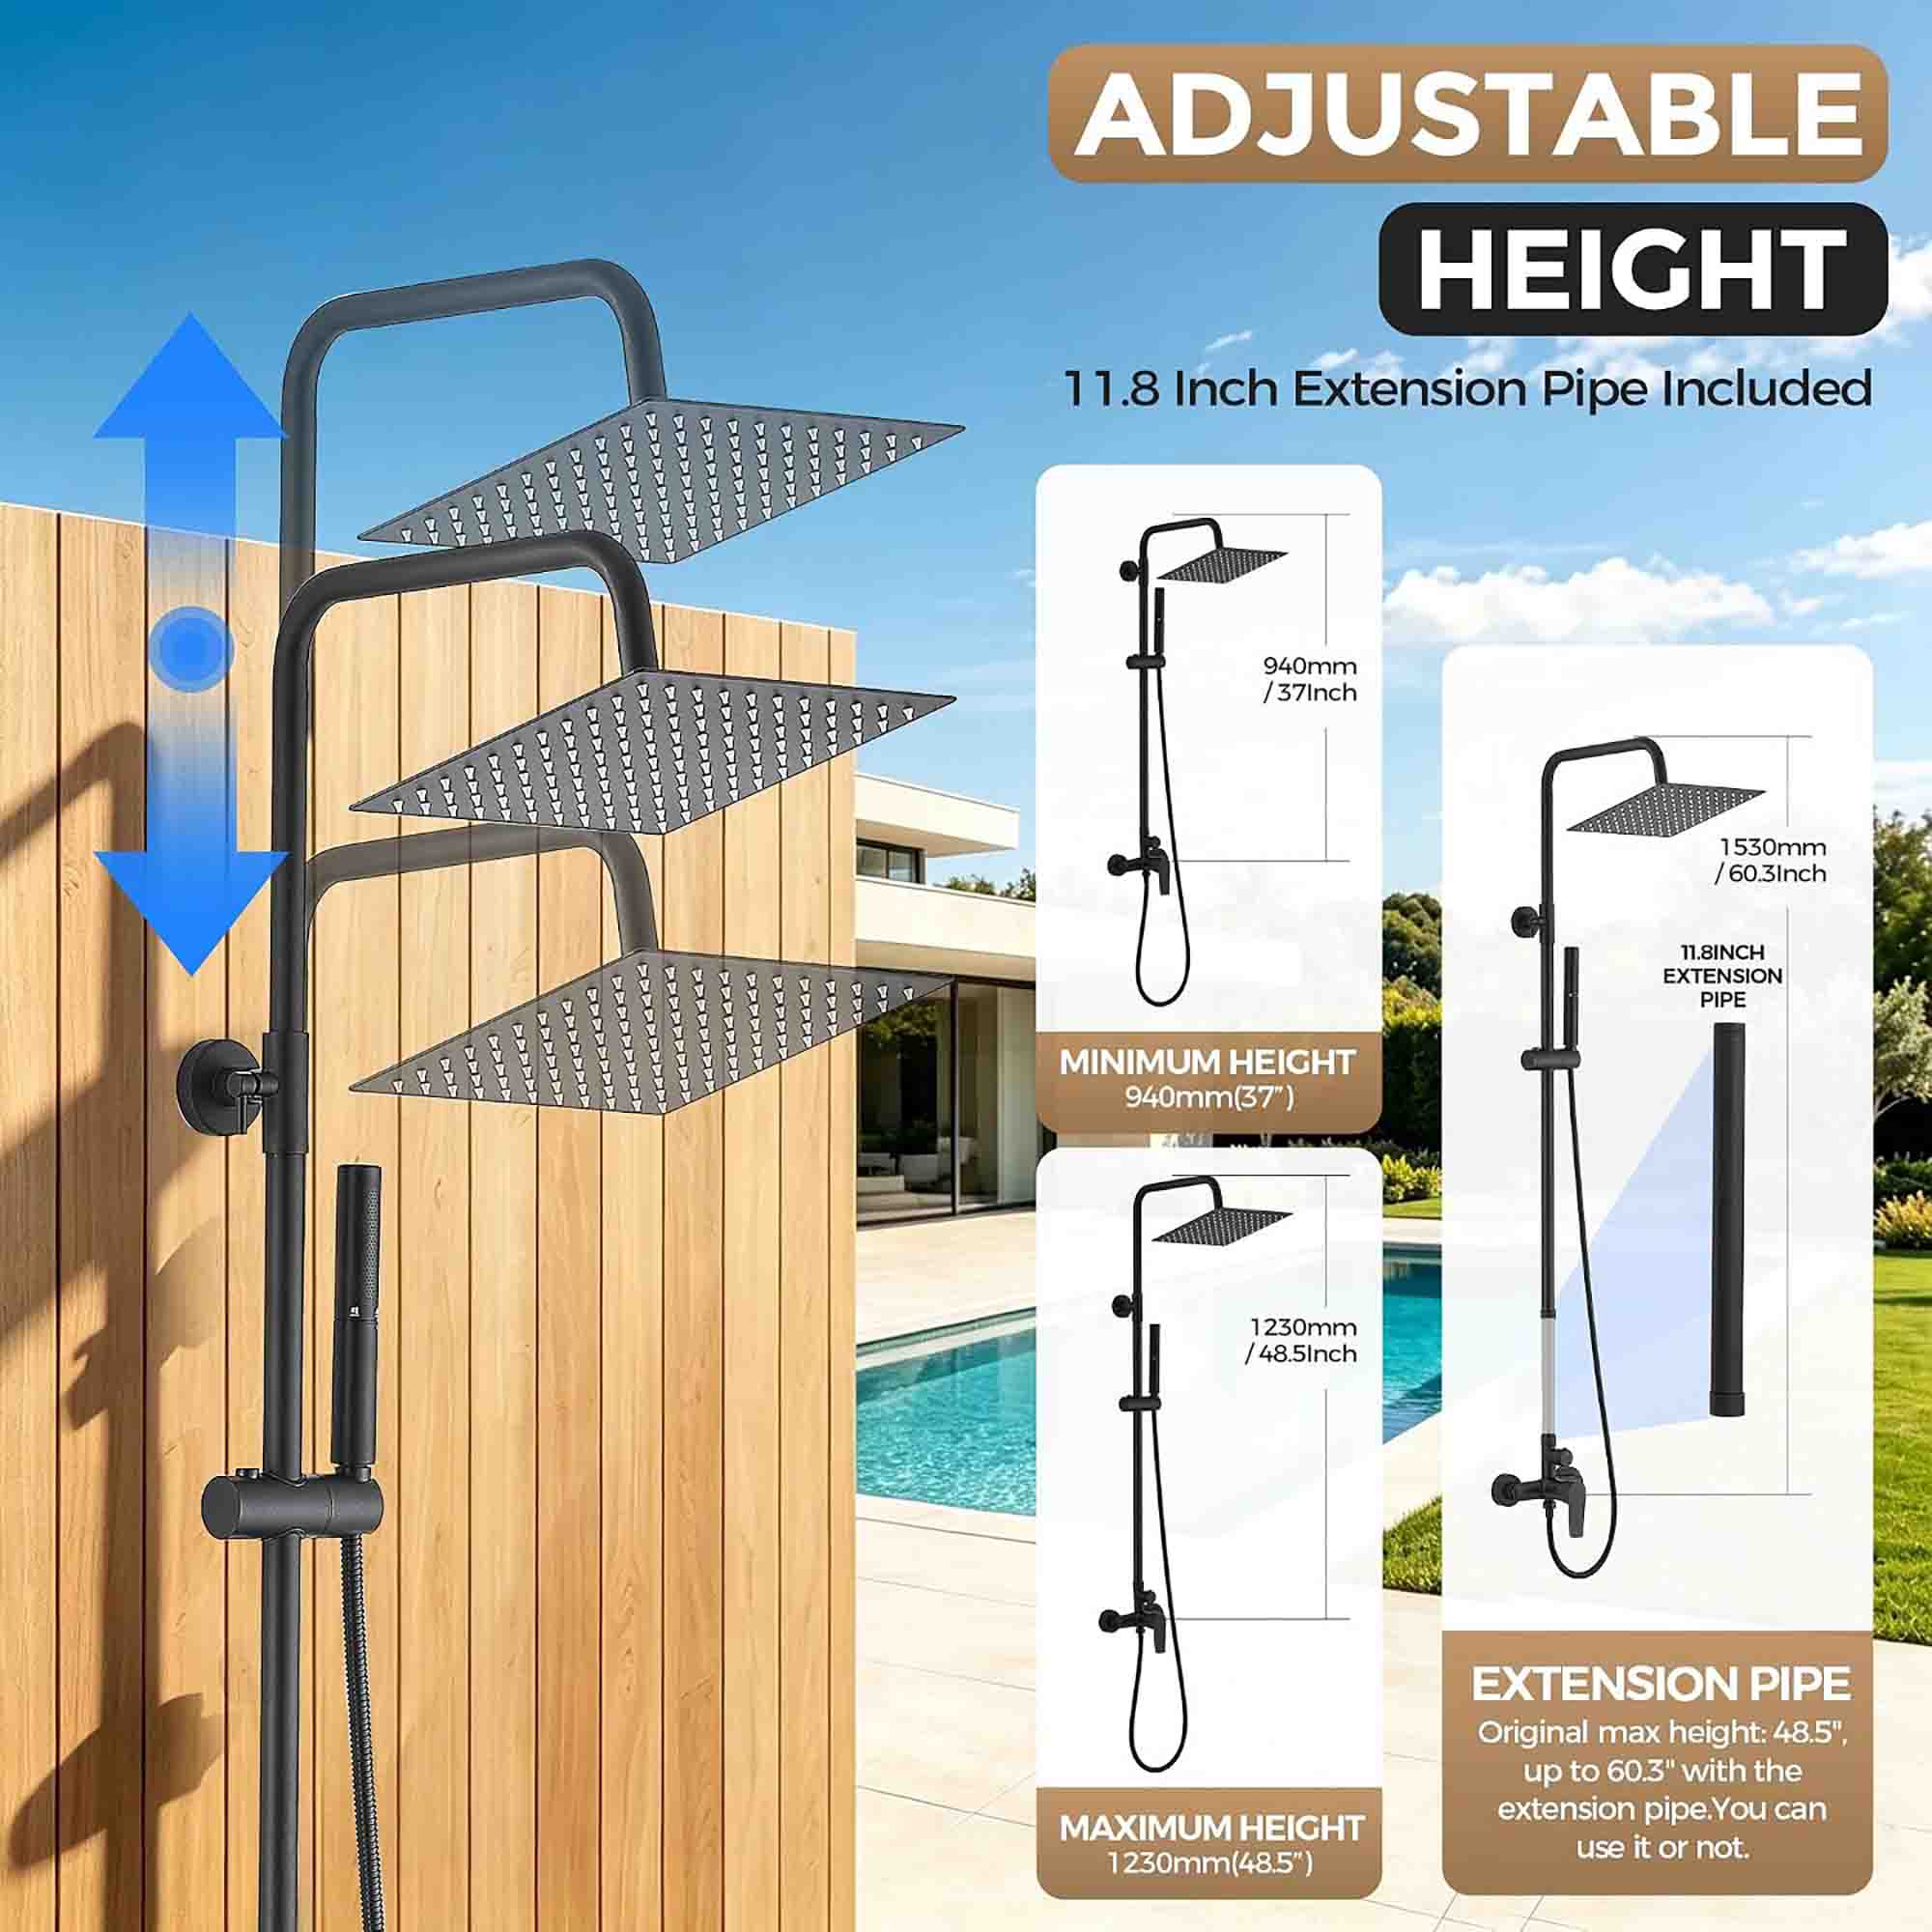 ADJUSTABLE
HEIGHT
11.8 Inch Extension Pipe Included
940mm
/ 37Inch
MINIMUM HEIGHT
940mm(37")
1230mm
/ 48.5Inch
MAXIMUM HEIGHT
1230mm(48.5")
1530mm
/ 60.3Inch
11.8INCH
EXTENSION
PIPE
EXTENSION PIPE
Original max height: 48.5",
up to 60.3" with the
extension pipe.You can
use it or not.